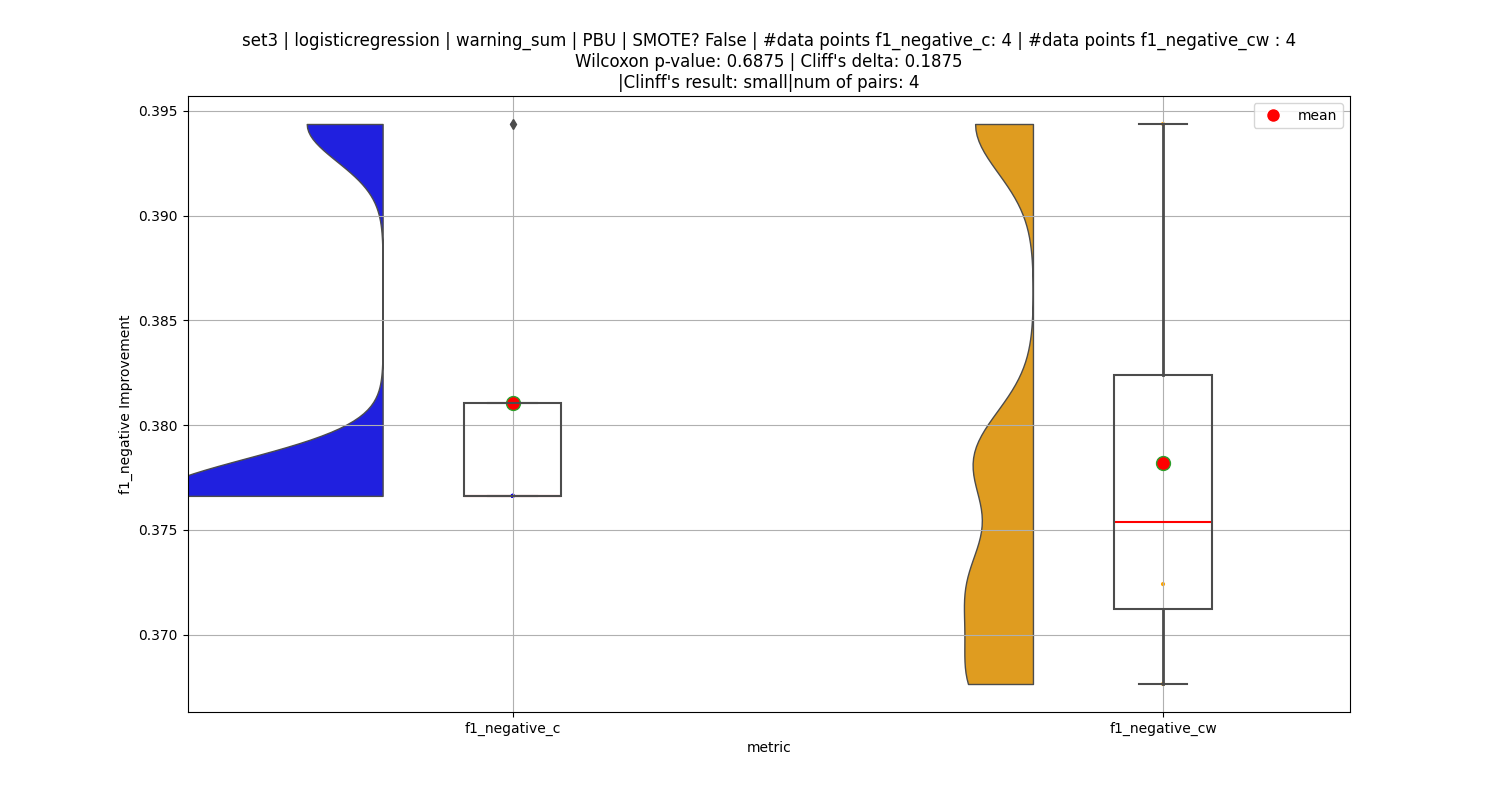 set3 | logisticregression | warning_sum | PBU | SMOTE? False | #data points f1_negative_c: 4 | #data points f1_negative_cw : 4
Wilcoxon p-value: 0.6875 | Cliff's delta: 0.1875
|Clinff's result: small|num of pairs: 4
mean
0.395
0.390
0.385
0.380
0.375
0.370
f1_negative Improvement
f1_negative_c
f1_negative_cw
metric